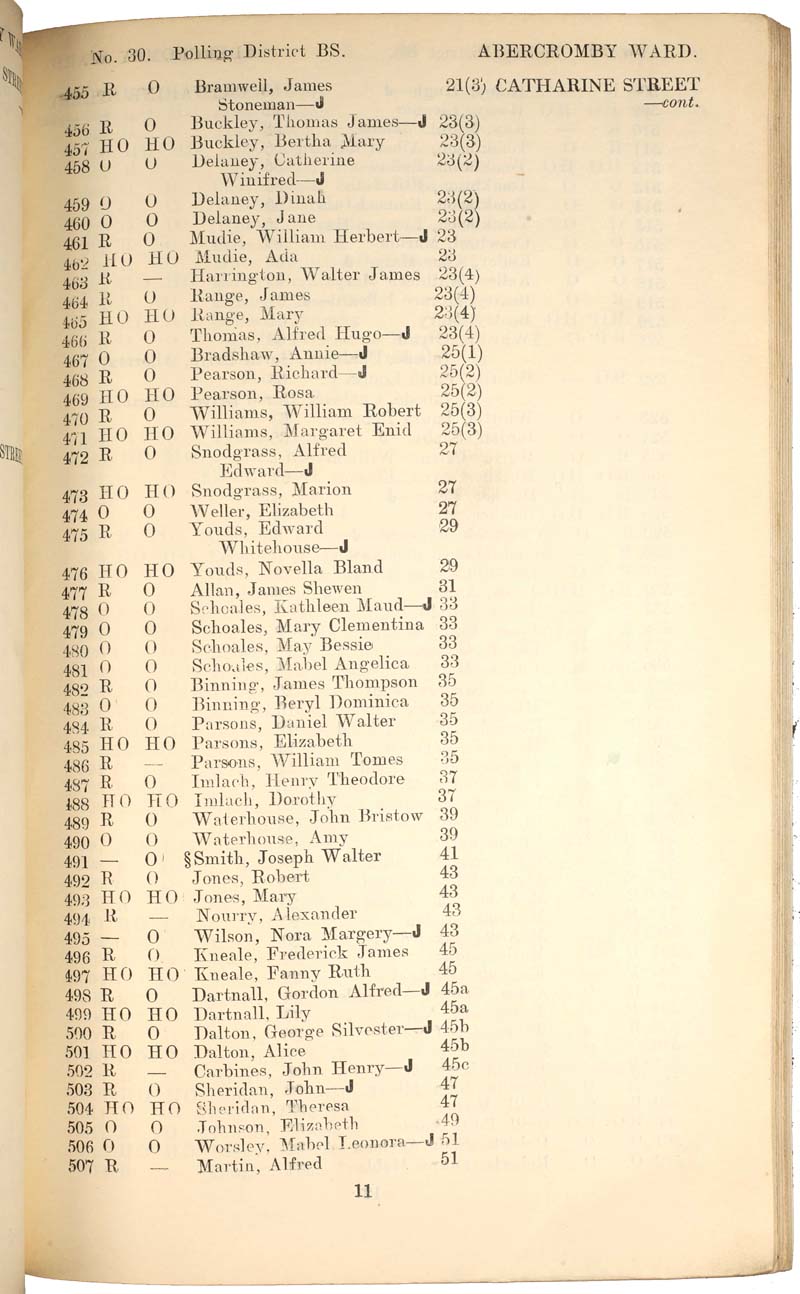 No. 30. Polling District BS. ABERCROMBY WARD.
455 R O Bramwell, James 21(3) CATHARINE STREET
Stoneman—J —cont.
456 R O Buckley, Thomas James—J 23(3)
457 HO HO Buckley, Bertha Mary 23(3)
458 O O Delaney, Catherine 23(2)
Winifred—J
459 O O Delaney, Dinah 23(2)
460 O O Delaney, Jane 23(2)
461 R O Mudie, William Herbert—J 23
462 HO HO Mudie, Ada 23
463 R — Harrington, Walter James 23(4)
464 R O Range, James 23(4)
465 HO HO Range, Mary 23(4)
466 R O Thomas, Alfred Hugo—J 23(4)
467 O O Bradshaw, Annie—J 25(1)
468 R O Pearson, Richard—J 25(2)
469 HO HO Pearson, Rosa 25(2)
470 R O Williams, William Robert 25(3)
471 HO HO Williams, Margaret Enid 25(3)
472 R O Snodgrass, Alfred 27
Edward—J
473 HO HO Snodgrass, Marion 27
474 O O Weller, Elizabeth 27
475 R O Youds, Edward 29
Whitehouse—J
476 HO HO Youds, Novella Bland 29
477 R O Allan, James Shewen 31
478 O O Schoales, Kathleen Maud—J 33
479 O O Schoales, Mary Clementina 33
480 O O Schoales, May Bessie 33
481 O O Schoales, Mabel Angelica 33
482 R O Binning, James Thompson 35
483 O O Binning, Beryl Dominica 35
484 R O Parsons, Daniel Walter 35
485 HO HO Parsons, Elizabeth 35
486 R — Parsons, William Tomes 35
487 R O Imlach, Henry Theodore 37
488 HO HO Imlach, Dorothy 37
489 R O Waterhouse, John Bristow 39
490 O O Waterhouse, Amy 39
491 — O §Smith, Joseph Walter 41
492 R O Jones, Robert 43
493 HO HO Jones, Mary 43
494 R — Nourry, Alexander 43
495 — O Wilson, Nora Margery—J 43
496 R O Kneale, Frederick James 45
497 HO HO Kneale, Fanny Ruth 45
498 R O Dartnall, Gordon Alfred—J 45a
499 HO HO Dartnall, Lily 45a
500 R O Dalton, George Silvester—J 45b
501 HO HO Dalton, Alice 45b
502 R — Carbines, John Henry—J 45c
503 R O Sheridan, John—J 47
504 HO HO Sheridan, Theresa 47
505 O O Johnson, Elizabeth 49
506 O O Worsley, Mabel Leonora—J 51
507 R — Martin, Alfred 51
11